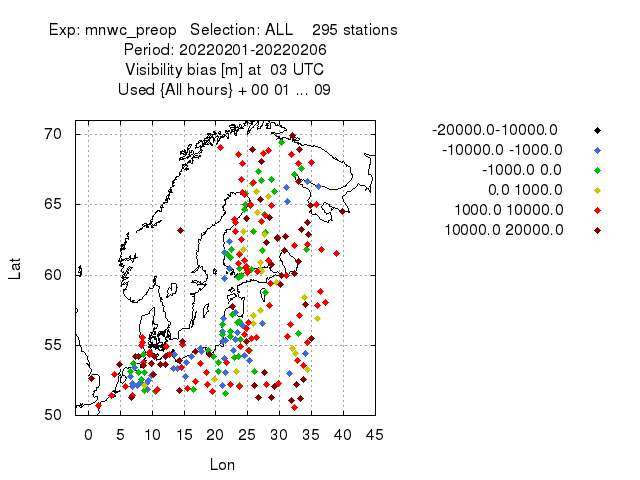 Exp: mnwc_preop   Selection: ALL    295 stations
Period: 20220201-20220206
Visibility bias [m] at  03 UTC
Used {All hours} + 00 01 ... 09
-20000.0-10000.0
-10000.0 -1000.0
-1000.0 0.0
0.0 1000.0
1000.0 10000.0
10000.0 20000.0
70
65
60
55
50
Lat
0 5 10 15 20 25 30 35 40 45
Lon